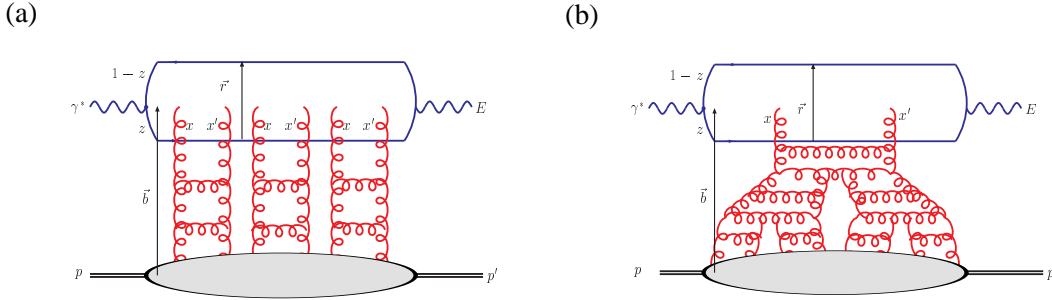 (a)
(b)
1 − z
r⃗
γ*
E
z
x x′ x x′ x x′
b⃗
p
p′
1 − z
r⃗
γ*
x
x′
E
z
b⃗
p
p